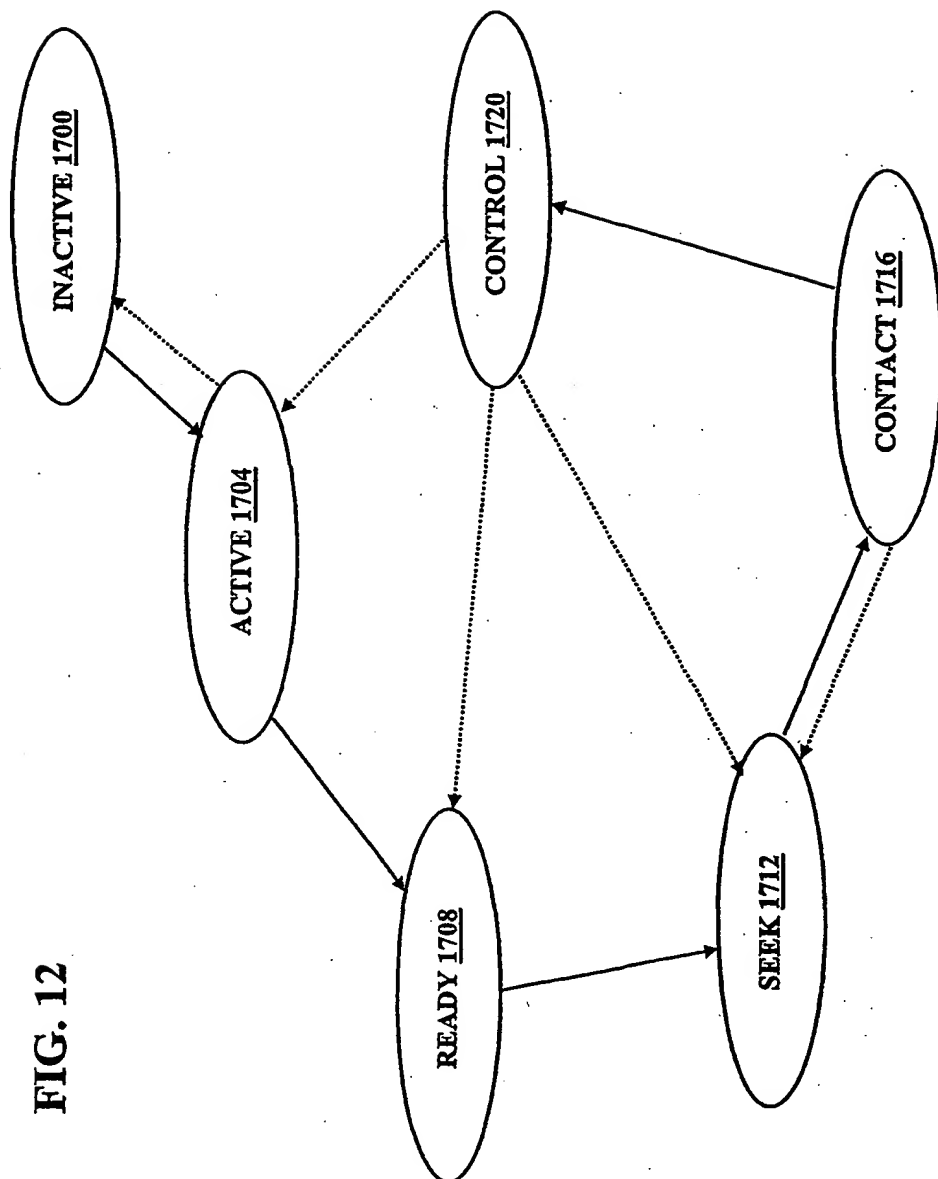 FIG. 12
INACTIVE 1700
ACTIVE 1704
READY 1708
CONTROL 1720
SEEK 1712
CONTACT 1716